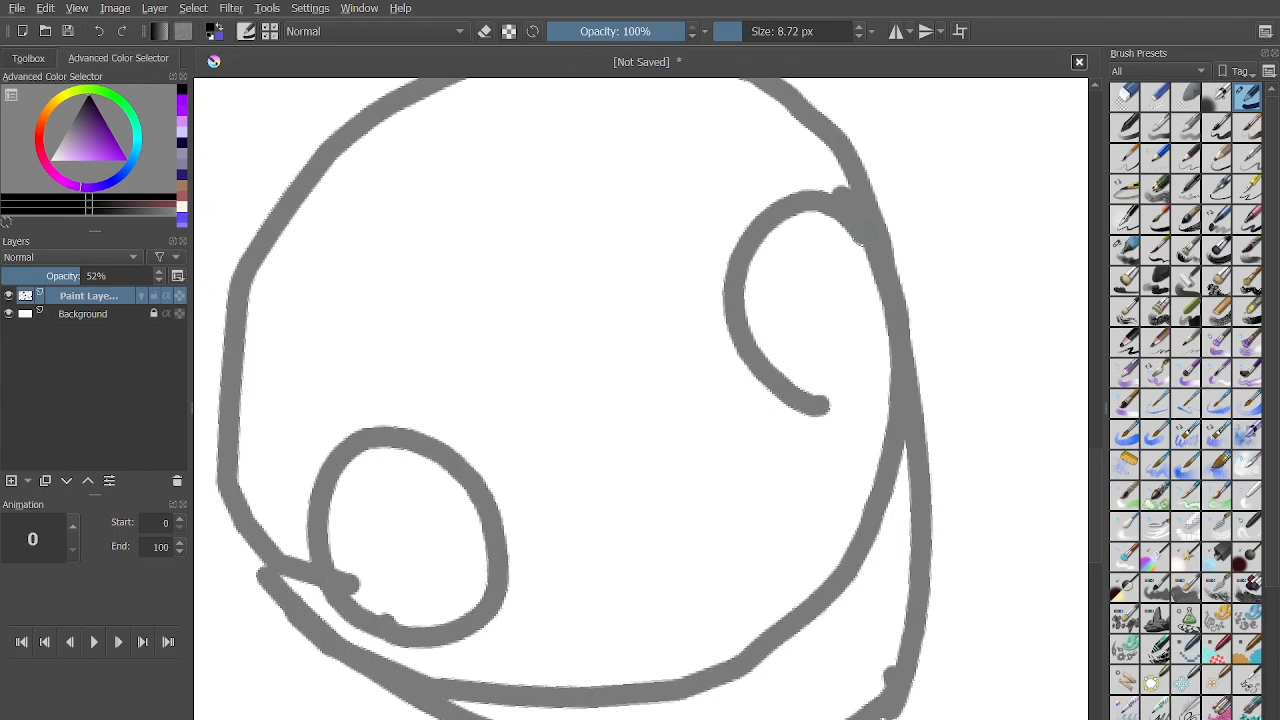 File Edit View Image Layer Select Filter Tools Settings Window Help
Normal Opacity: 100% Size: 8.72 px
Toolbox Advanced Color Selector [Not Saved] * Brush Presets
Advanced Color Selector All Tag
Layers
Normal
Opacity: 52%
Paint Laye...
Background
Animation
0 Start: 0
End: 100